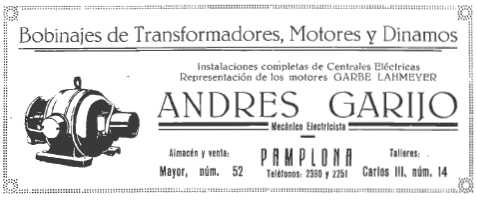 Bobinajes de Transformadores, Motores y Dinamos
Instalaciones completas de Centrales Eléctricas
Representación de los motores GARBE LAHMEYER
ANDRES GARIJO
Mecánico Electricista
Almacén y venta:
Mayor, núm. 52
PAMPLONA
Teléfonos: 2360 y 2251
Talleres:
Carlos III, núm. 14